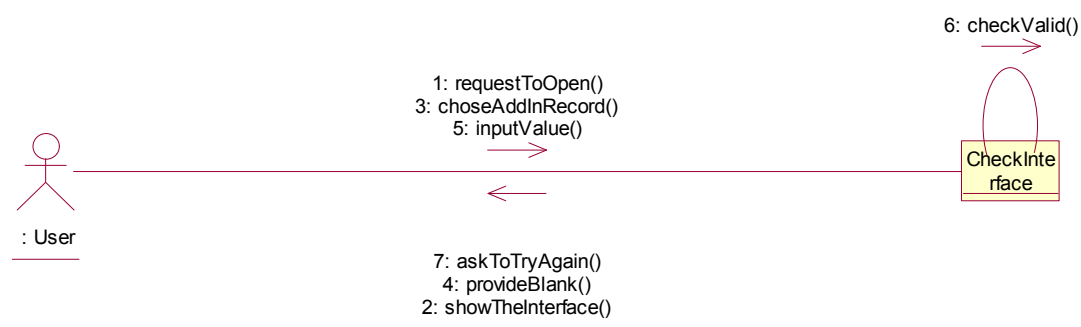 6: checkValid()
1: requestToOpen()
3: choseAddInRecord()
5: inputValue()
CheckInte
rface
: User
7: askToTryAgain()
4: provideBlank()
2: showTheInterface()